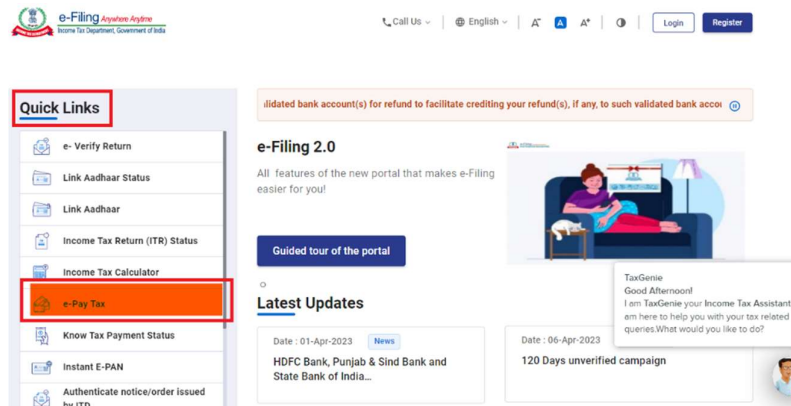 e-Filing Anywhere Anytime
Income Tax Department, Government of India
Call Us
English
A-
A
A+
Login
Register
Quick Links
e- Verify Return
Link Aadhaar Status
Link Aadhaar
Income Tax Return (ITR) Status
Income Tax Calculator
e-Pay Tax
Know Tax Payment Status
Instant E-PAN
Authenticate notice/order issued
by ITD
lidated bank account(s) for refund to facilitate crediting your refund(s), if any, to such validated bank accou
e-Filing 2.0
All features of the new portal that makes e-Filing
easier for you!
Guided tour of the portal
Latest Updates
Date : 01-Apr-2023 News
HDFC Bank, Punjab & Sind Bank and
State Bank of India...
Date : 06-Apr-2023
120 Days unverified campaign
TaxGenie
Good Afternoon!
I am TaxGenie your Income Tax Assistant
am here to help you with your tax related
queries.What would you like to do?